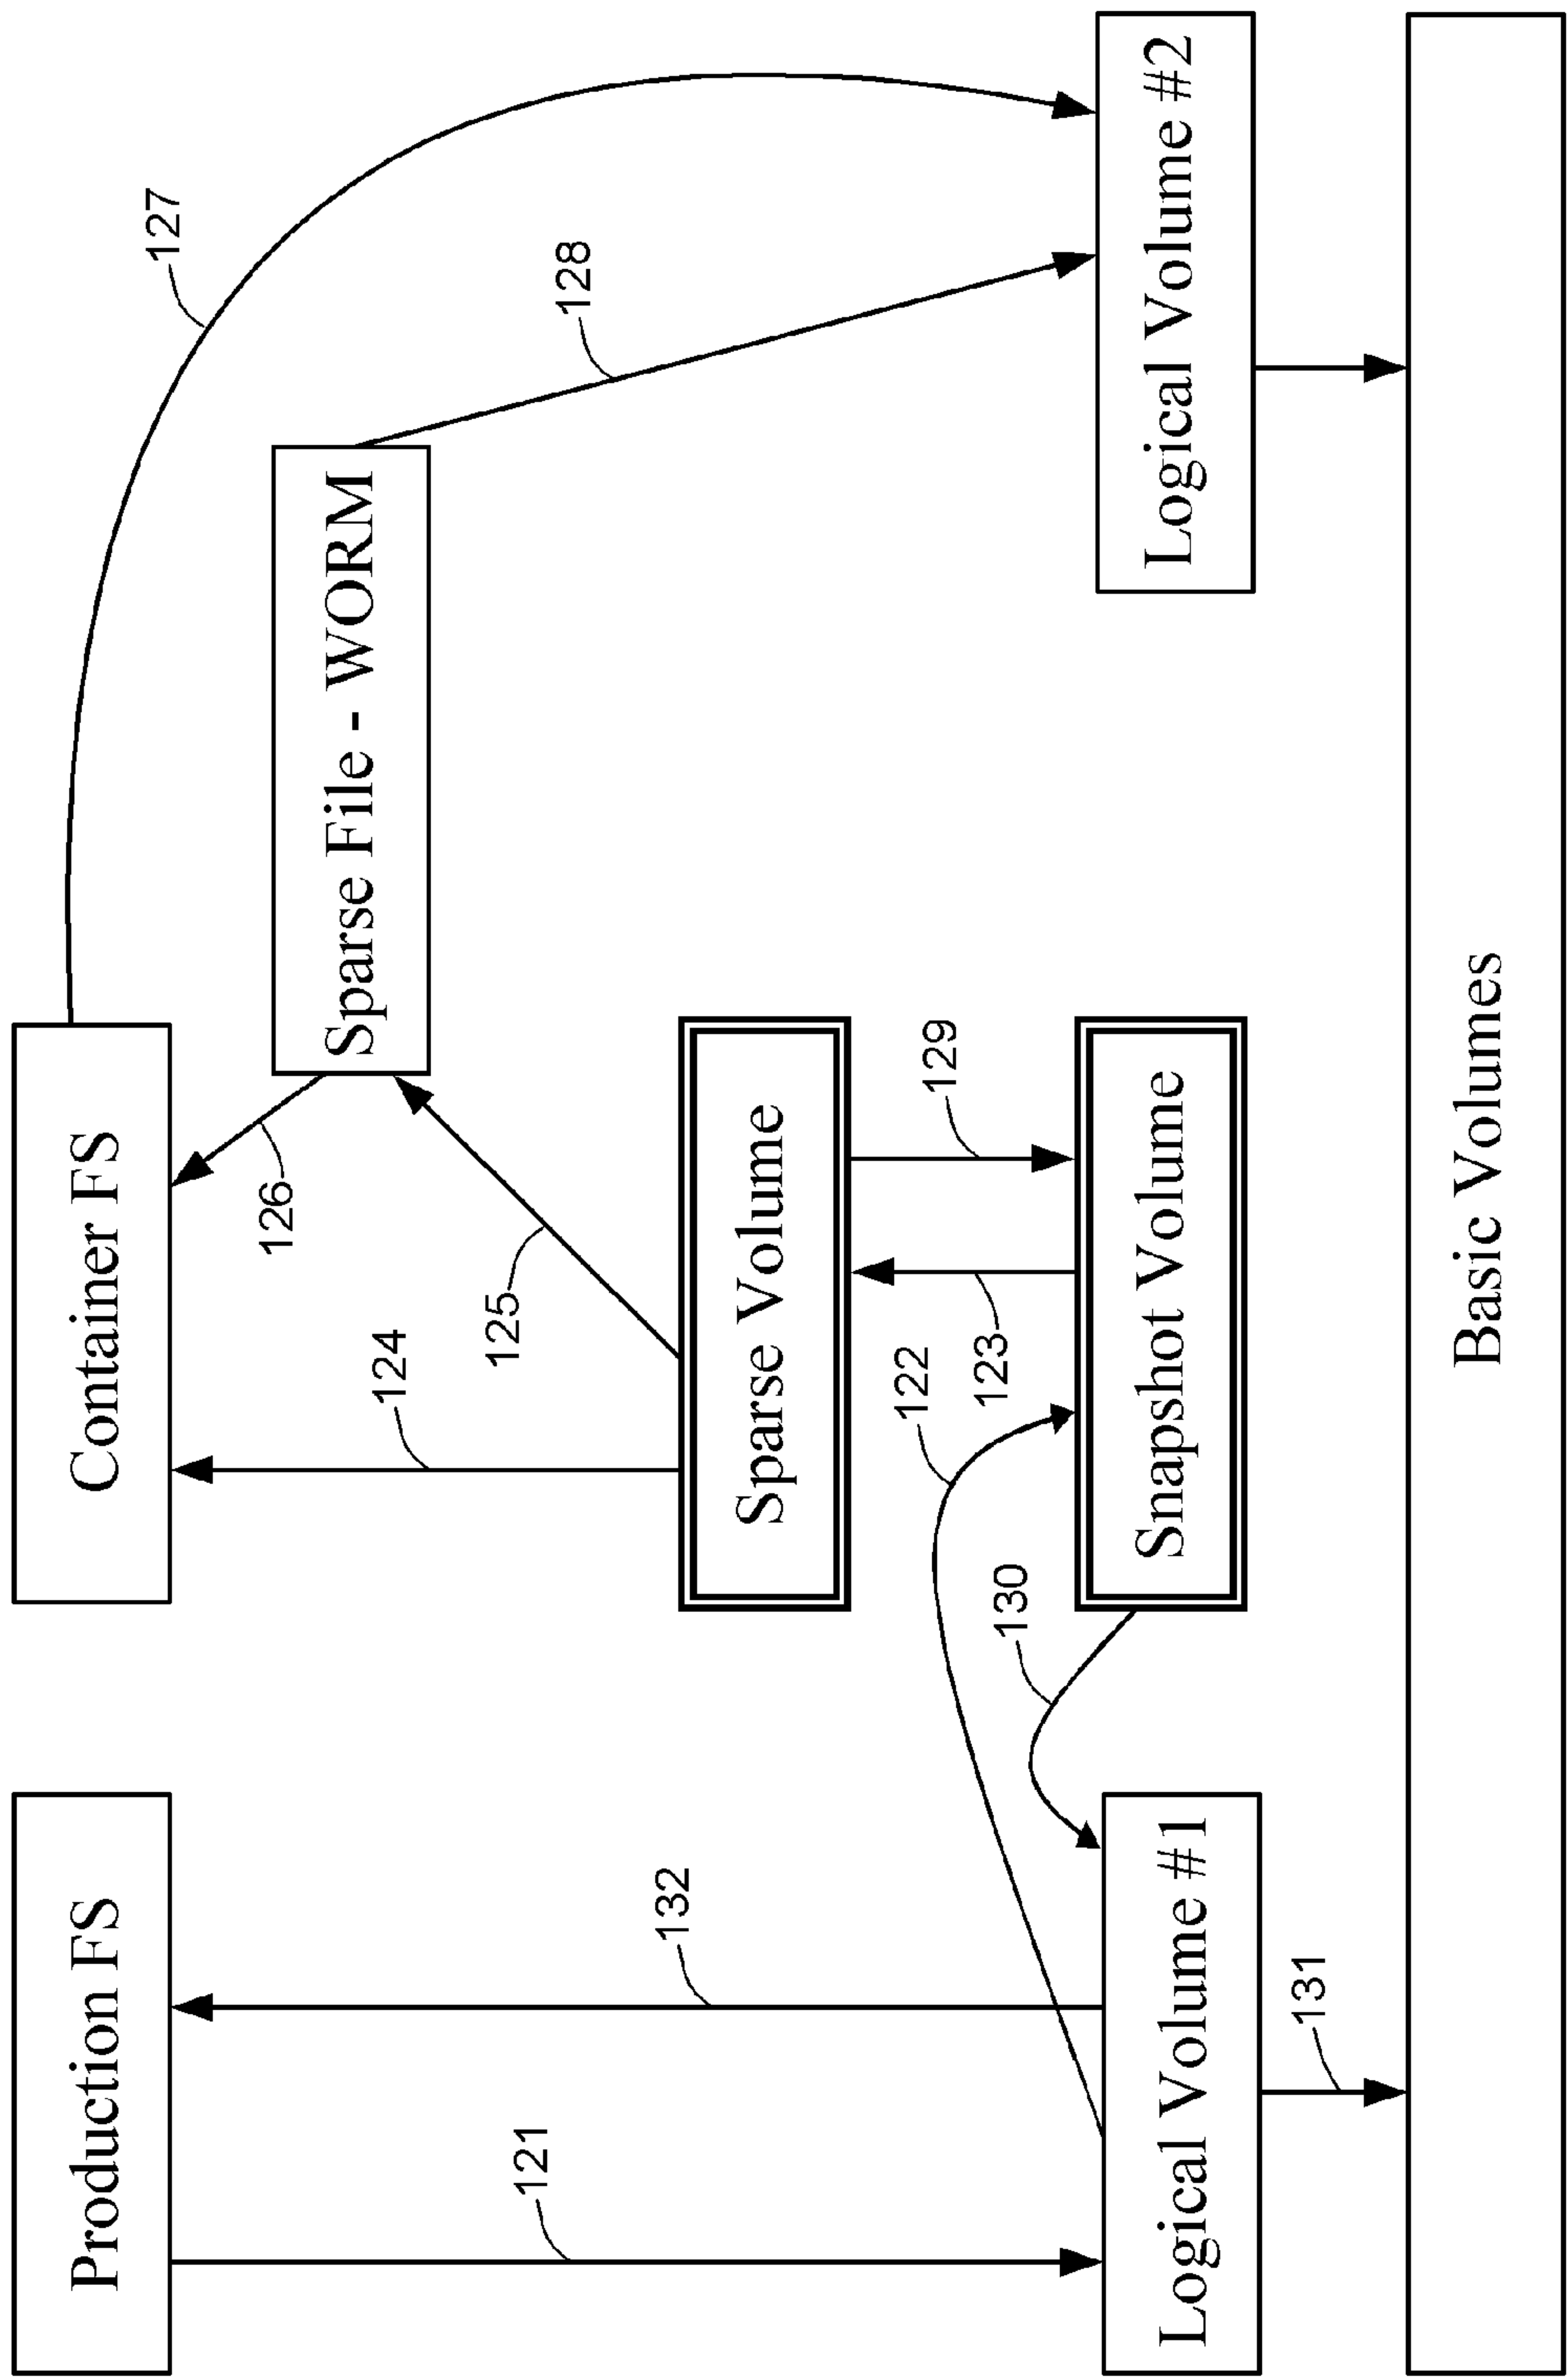 Production FS
Container FS
127
126
Sparse File - WORM
124
128
121
132
125
Sparse Volume
122
129
130
123
Logical Volume #1
Snapshot Volume
Logical Volume #2
131
Basic Volumes